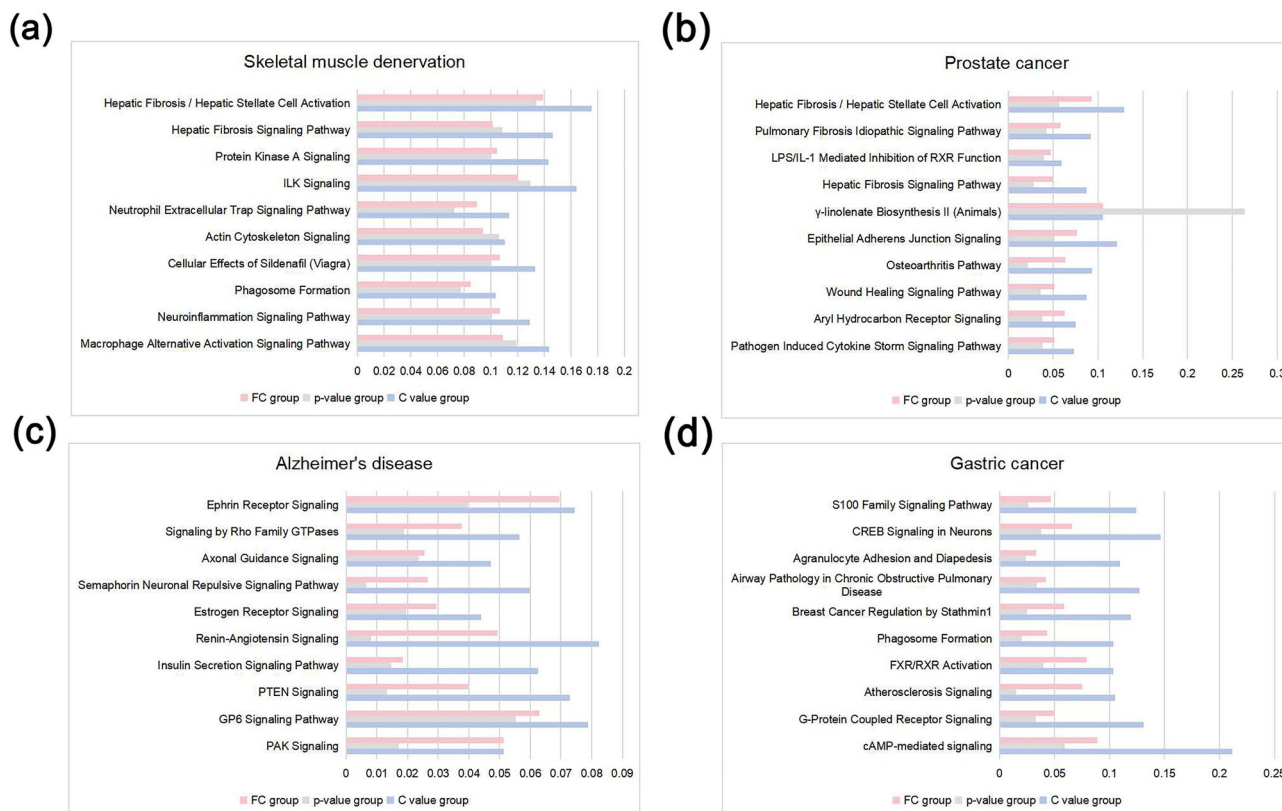 (a)
Skeletal muscle denervation
Hepatic Fibrosis / Hepatic Stellate Cell Activation
Hepatic Fibrosis Signaling Pathway
Protein Kinase A Signaling
ILK Signaling
Neutrophil Extracellular Trap Signaling Pathway
Actin Cytoskeleton Signaling
Cellular Effects of Sildenafil (Viagra)
Phagosome Formation
Neuroinflammation Signaling Pathway
Macrophage Alternative Activation Signaling Pathway
0 0.02 0.04 0.06 0.08 0.1 0.12 0.14 0.16 0.18 0.2
FC group p-value group C value group
(b)
Prostate cancer
Hepatic Fibrosis / Hepatic Stellate Cell Activation
Pulmonary Fibrosis Idiopathic Signaling Pathway
LPS/IL-1 Mediated Inhibition of RXR Function
Hepatic Fibrosis Signaling Pathway
γ-linolenate Biosynthesis II (Animals)
Epithelial Adherens Junction Signaling
Osteoarthritis Pathway
Wound Healing Signaling Pathway
Aryl Hydrocarbon Receptor Signaling
Pathogen Induced Cytokine Storm Signaling Pathway
0 0.05 0.1 0.15 0.2 0.25 0.3
FC group p-value group C value group
(c)
Alzheimer's disease
Ephrin Receptor Signaling
Signaling by Rho Family GTPases
Axonal Guidance Signaling
Semaphorin Neuronal Repulsive Signaling Pathway
Estrogen Receptor Signaling
Renin-Angiotensin Signaling
Insulin Secretion Signaling Pathway
PTEN Signaling
GP6 Signaling Pathway
PAK Signaling
0 0.01 0.02 0.03 0.04 0.05 0.06 0.07 0.08 0.09
FC group p-value group C value group
(d)
Gastric cancer
S100 Family Signaling Pathway
CREB Signaling in Neurons
Agranulocyte Adhesion and Diapedesis
Airway Pathology in Chronic Obstructive Pulmonary
Disease
Breast Cancer Regulation by Stathmin1
Phagosome Formation
FXR/RXR Activation
Atherosclerosis Signaling
G-Protein Coupled Receptor Signaling
cAMP-mediated signaling
0 0.05 0.1 0.15 0.2 0.25
FC group p-value group C value group